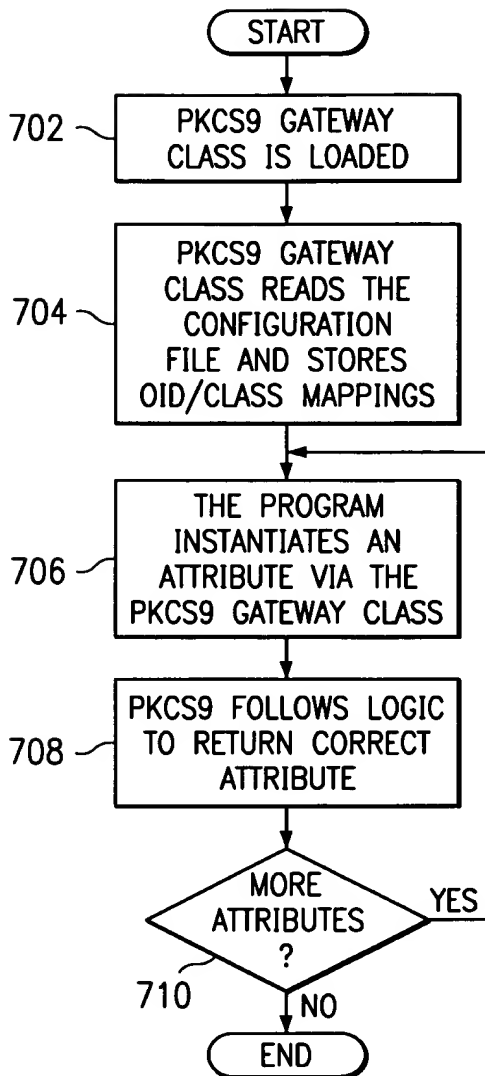 START
702
PKCS9 GATEWAY
CLASS IS LOADED
704
PKCS9 GATEWAY
CLASS READS THE
CONFIGURATION
FILE AND STORES
OID/CLASS MAPPINGS
706
THE PROGRAM
INSTANTIATES AN
ATTRIBUTE VIA THE
PKCS9 GATEWAY CLASS
708
PKCS9 FOLLOWS LOGIC
TO RETURN CORRECT
ATTRIBUTE
MORE
ATTRIBUTES
?
YES
710
NO
END